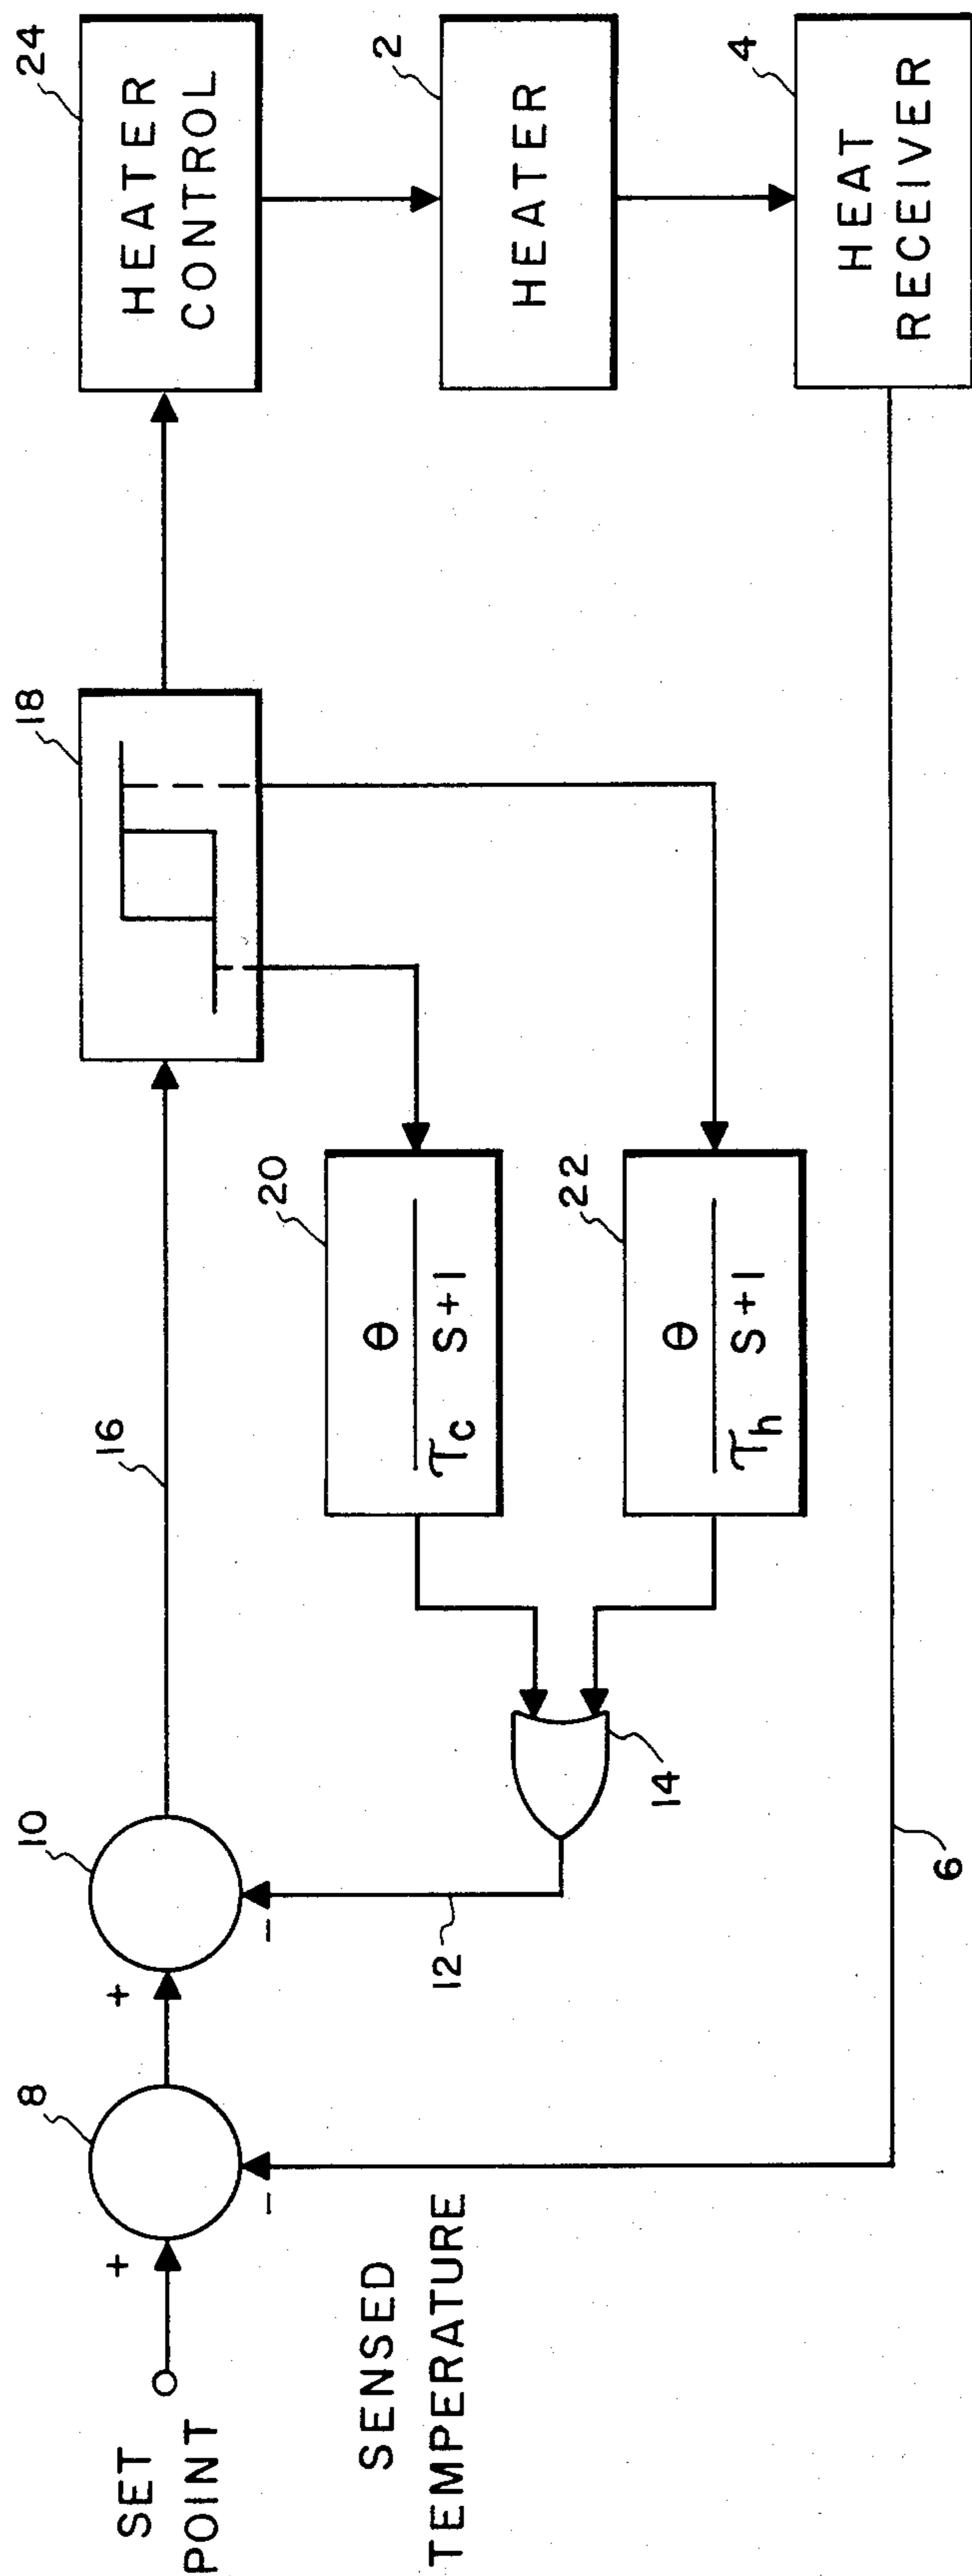 SET
POINT
+
8
-
SENSED
TEMPERATURE
+
10
-
12
14
16
20
Θ
τc S+1
22
Θ
τh S+1
18
24
HEATER
CONTROL
2
HEATER
4
HEAT
RECEIVER
6